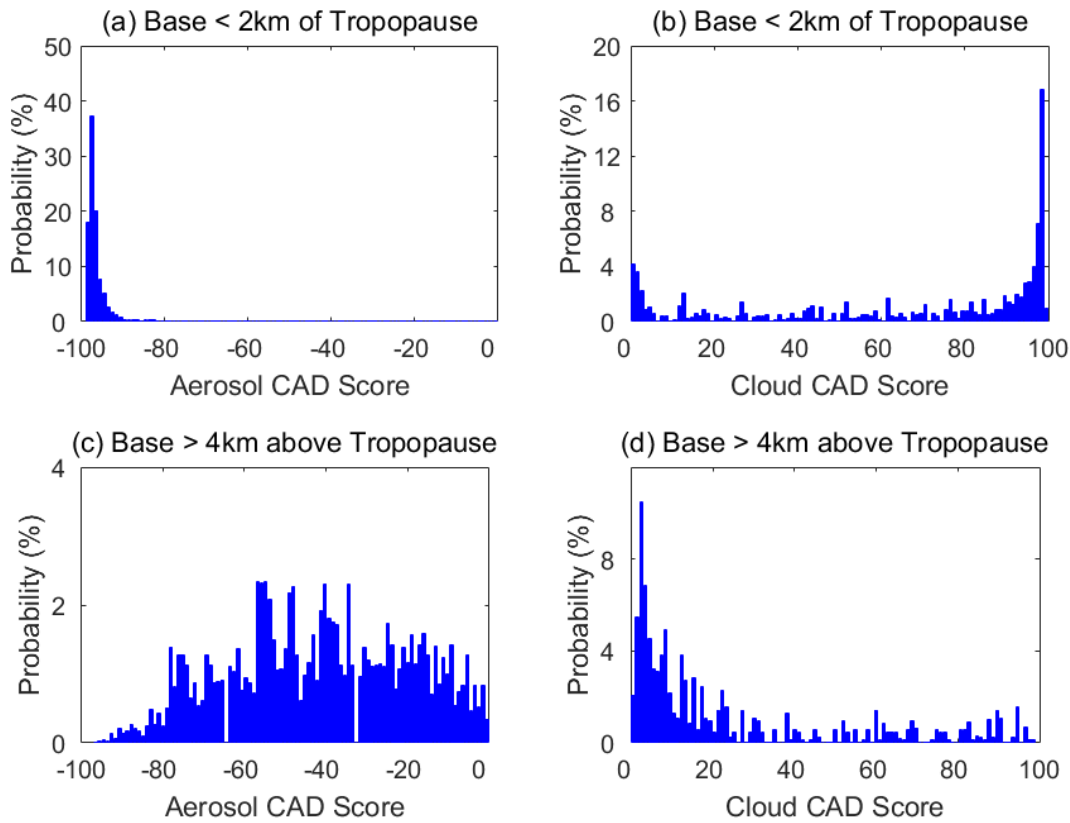 (a) Base < 2km of Tropopause
50
40
30
20
10
0
-100 -80 -60 -40 -20 0
Probability (%)
Aerosol CAD Score
(b) Base < 2km of Tropopause
20
16
12
8
4
0
0 20 40 60 80 100
Probability (%)
Cloud CAD Score
(c) Base > 4km above Tropopause
4
2
0
-100 -80 -60 -40 -20 0
Probability (%)
Aerosol CAD Score
(d) Base > 4km above Tropopause
8
4
0
0 20 40 60 80 100
Probability (%)
Cloud CAD Score